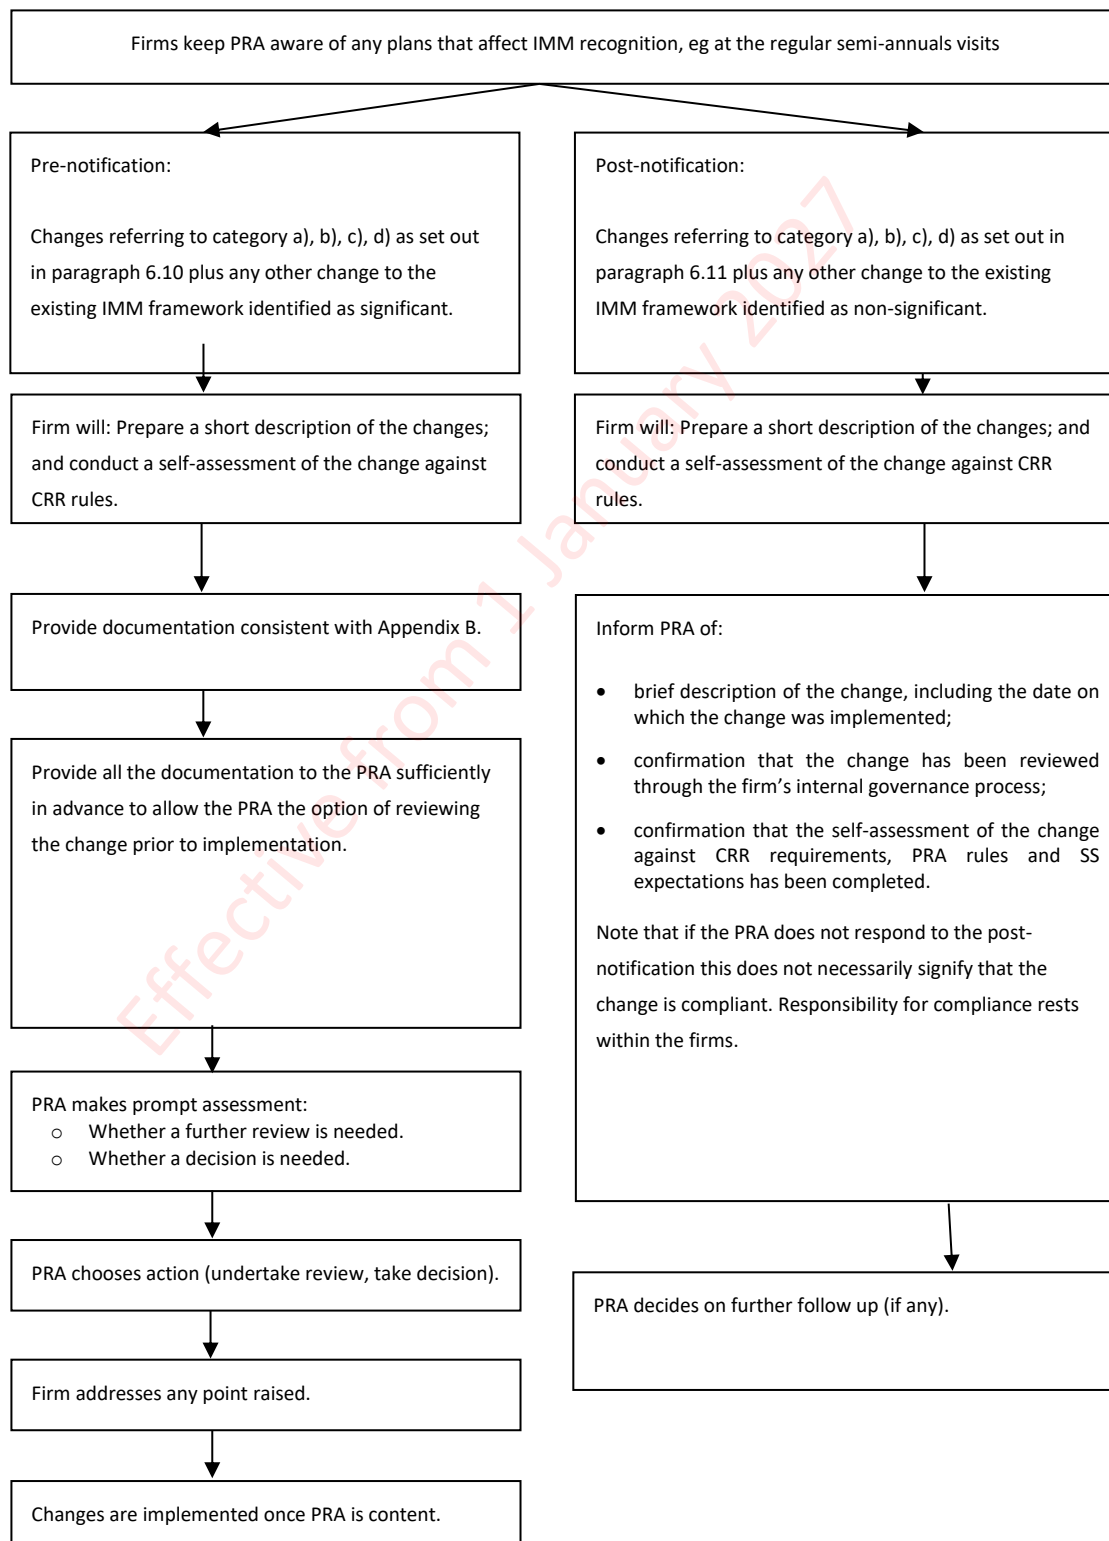 Firms keep PRA aware of any plans that affect IMM recognition, eg at the regular semi-annuals visits
Pre-notification:
Changes referring to category a), b), c), d) as set out
in paragraph 6.10 plus any other change to the
existing IMM framework identified as significant.
Firm will: Prepare a short description of the changes;
and conduct a self-assessment of the change against
CRR rules.
Provide documentation consistent with Appendix B.
Provide all the documentation to the PRA sufficiently
in advance to allow the PRA the option of reviewing
the change prior to implementation.
PRA makes prompt assessment:
o Whether a further review is needed.
o Whether a decision is needed.
PRA chooses action (undertake review, take decision).
Firm addresses any point raised.
Changes are implemented once PRA is content.
Post-notification:
Changes referring to category a), b), c), d) as set out in
paragraph 6.11 plus any other change to the existing
IMM framework identified as non-significant.
Firm will: Prepare a short description of the changes; and
conduct a self-assessment of the change against CRR
rules.
Inform PRA of:
• brief description of the change, including the date on
which the change was implemented;
• confirmation that the change has been reviewed
through the firm's internal governance process;
• confirmation that the self-assessment of the change
against CRR requirements, PRA rules and SS
expectations has been completed.
Note that if the PRA does not respond to the post-
notification this does not necessarily signify that the
change is compliant. Responsibility for compliance rests
within the firms.
PRA decides on further follow up (if any).
Effective from 1 January 2027